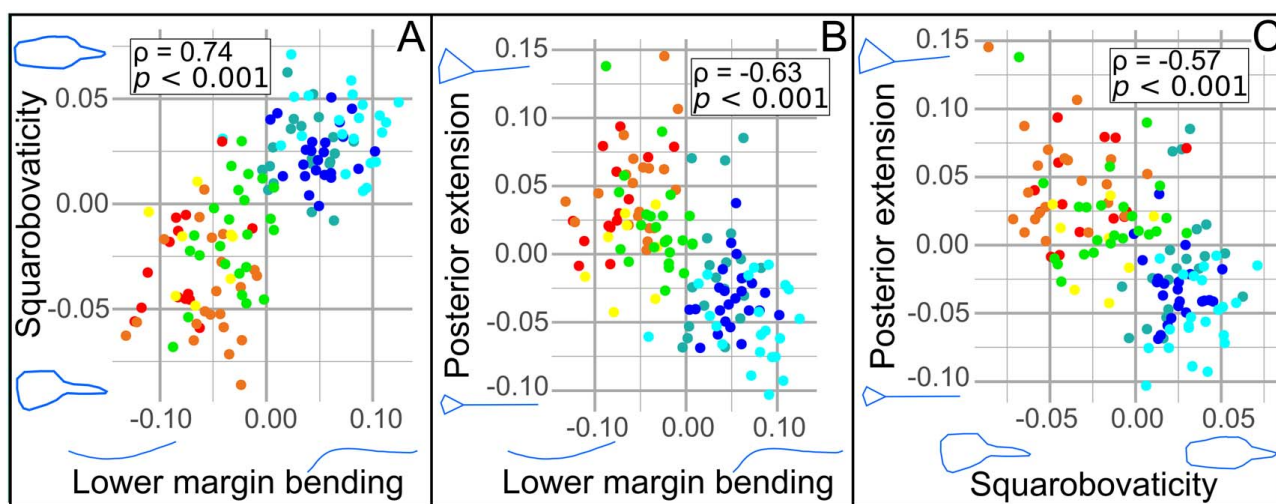 A
ρ = 0.74
p < 0.001
Squarobovaticity
0.05
0.00
-0.05
-0.10 0.00 0.10
Lower margin bending
B
ρ = -0.63
p < 0.001
Posterior extension
0.15
0.10
0.05
0.00
-0.05
-0.10
-0.10 0.00 0.10
Lower margin bending
C
ρ = -0.57
p < 0.001
Posterior extension
0.15
0.10
0.05
0.00
-0.05
-0.10
-0.05 0.00 0.05
Squarobovaticity